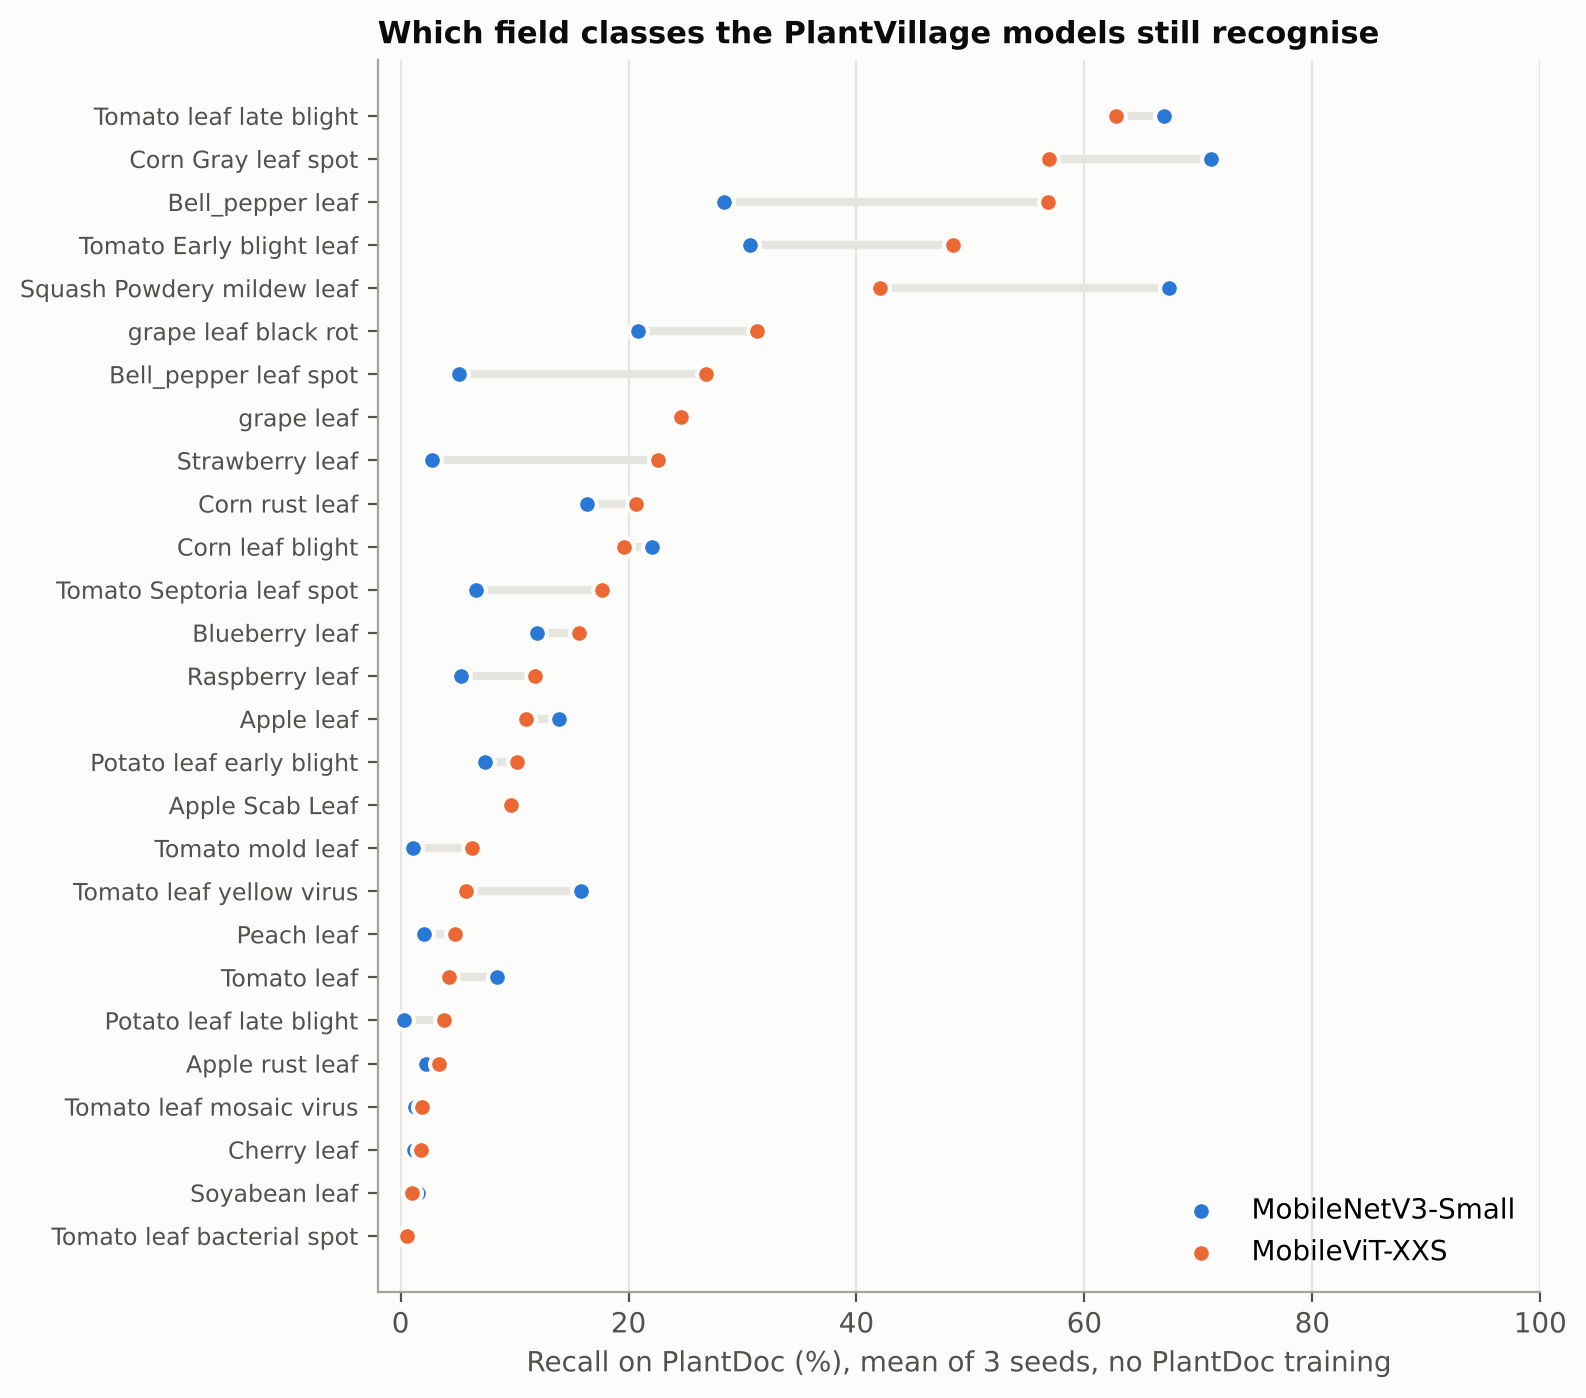 Which field classes the PlantVillage models still recognise
Tomato leaf late blight
Corn Gray leaf spot
Bell_pepper leaf
Tomato Early blight leaf
Squash Powdery mildew leaf
grape leaf black rot
Bell_pepper leaf spot
grape leaf
Strawberry leaf
Corn rust leaf
Corn leaf blight
Tomato Septoria leaf spot
Blueberry leaf
Raspberry leaf
Apple leaf
Potato leaf early blight
Apple Scab Leaf
Tomato mold leaf
Tomato leaf yellow virus
Peach leaf
Tomato leaf
Potato leaf late blight
Apple rust leaf
Tomato leaf mosaic virus
Cherry leaf
Soyabean leaf
Tomato leaf bacterial spot
MobileNetV3-Small
MobileViT-XXS
0 20 40 60 80 100
Recall on PlantDoc (%), mean of 3 seeds, no PlantDoc training